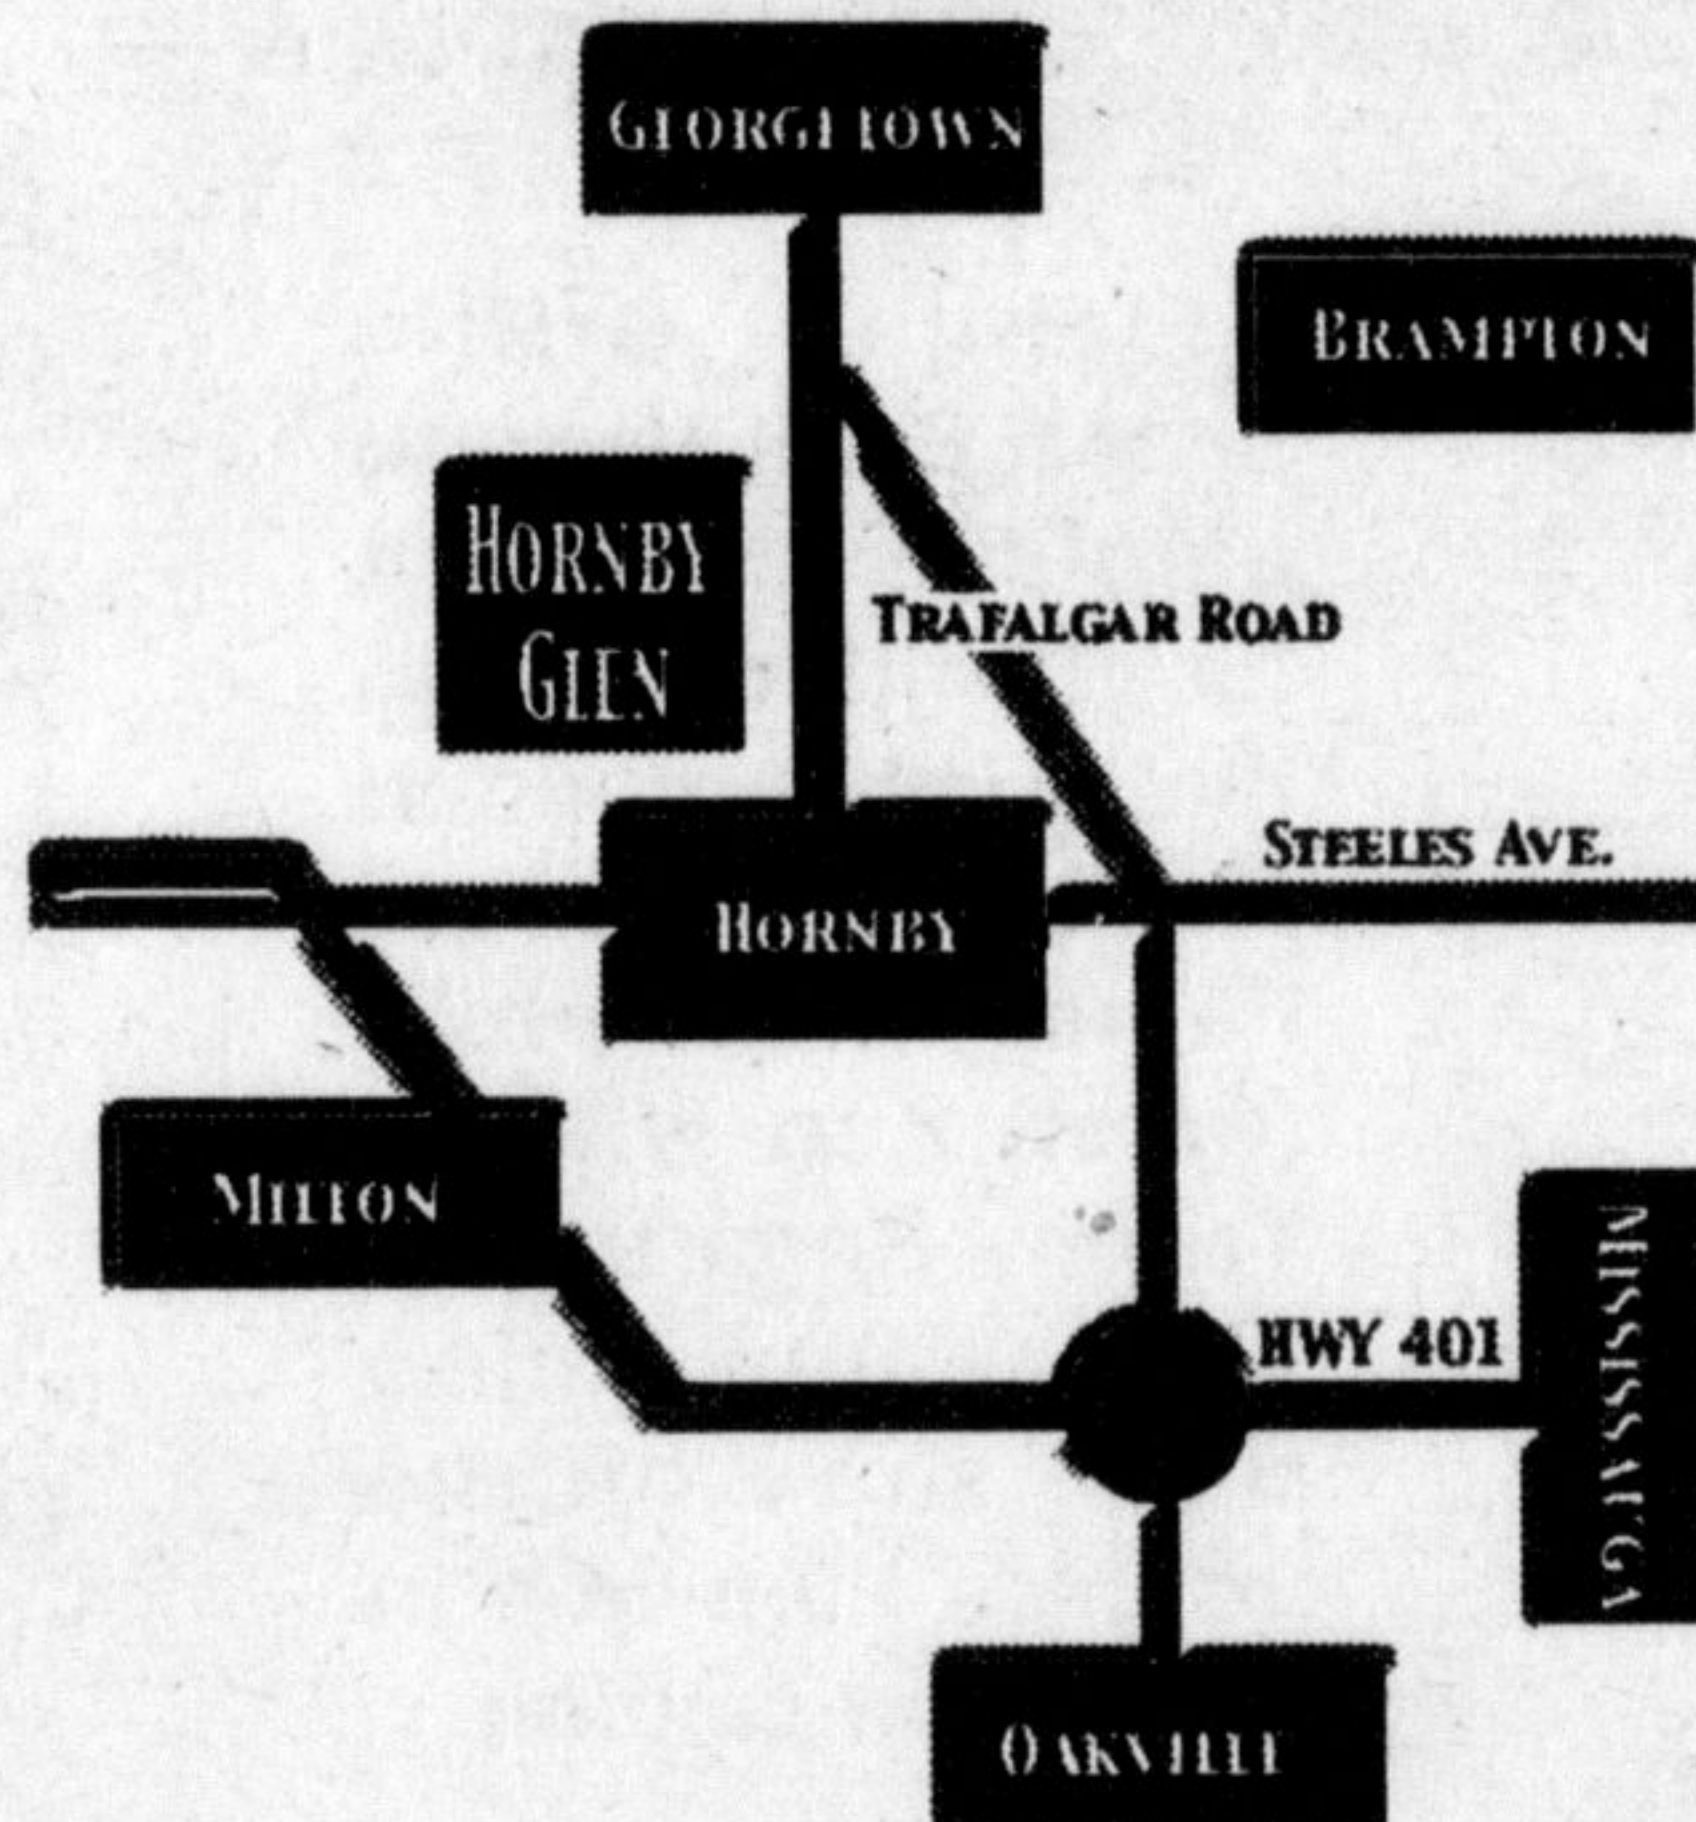 GEORGETOWN
BRAMPTON
HORNBY
GLEN
TRAFALGAR ROAD
STEELES AVE.
HORNBY
MILTON
HWY 401
MISSISSAUGA
OAKVILLE